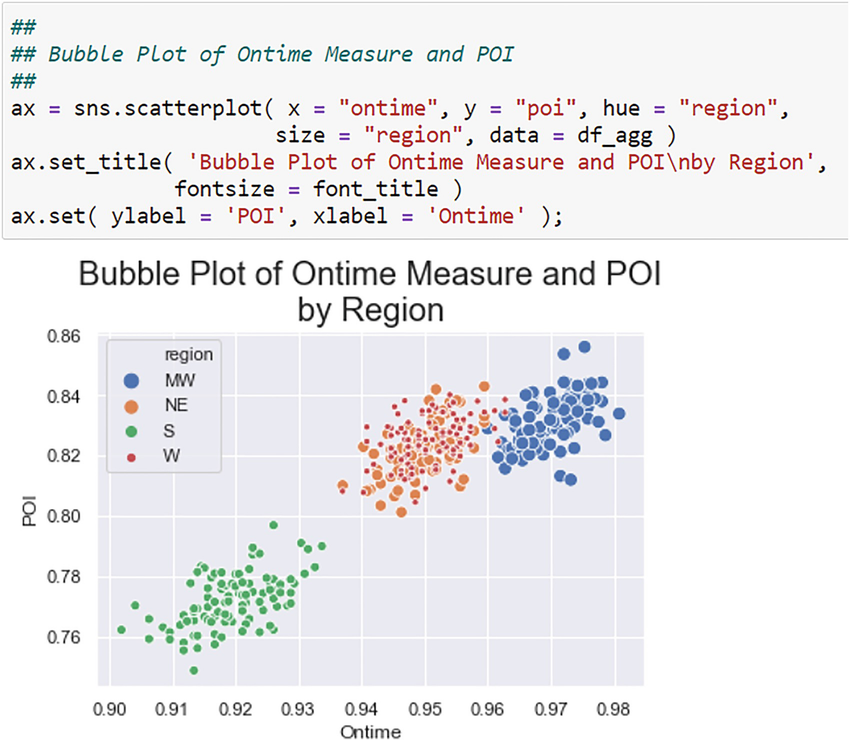 ##
## Bubble Plot of Ontime Measure and POI
##
ax = sns.scatterplot( x = "ontime", y = "poi", hue = "region",
size = "region", data = df_agg )
ax.set_title( 'Bubble Plot of Ontime Measure and POI\nby Region',
fontsize = font_title )
ax.set( ylabel = 'POI', xlabel = 'Ontime' );
Bubble Plot of Ontime Measure and POI
by Region
0.86
0.84
0.82
0.80
0.78
0.76
POI
region
MW
NE
S
W
0.90 0.91 0.92 0.93 0.94 0.95 0.96 0.97 0.98
Ontime